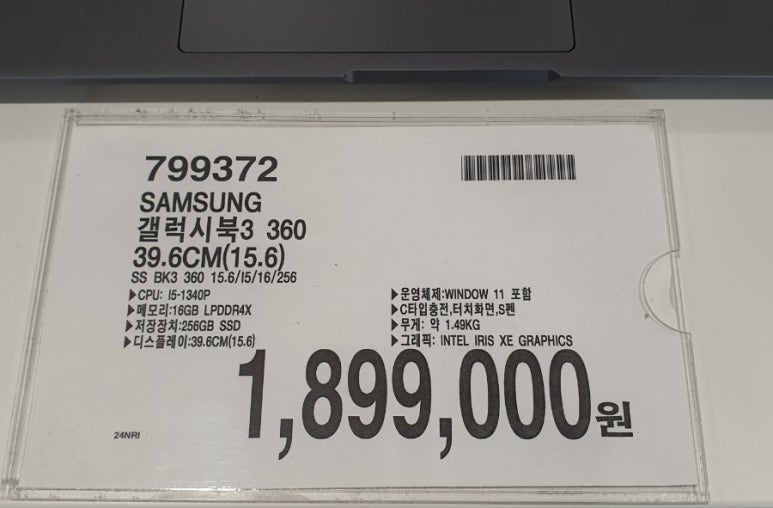 799372
SAMSUNG
갤럭시북3 360
39.6CM(15.6)
SS BK3 360 15.6/I5/16/256
▶CPU: I5-1340P
▶메모리:16GB LPDDR4X
▶저장장치:256GB SSD
▶디스플레이:39.6CM(15.6)
▶운영체제:WINDOW 11 포함
▶C타입충전,터치화면,S펜
▶무게: 약 1.49KG
▶그래픽: INTEL IRIS XE GRAPHICS
1,899,000원
24NRI